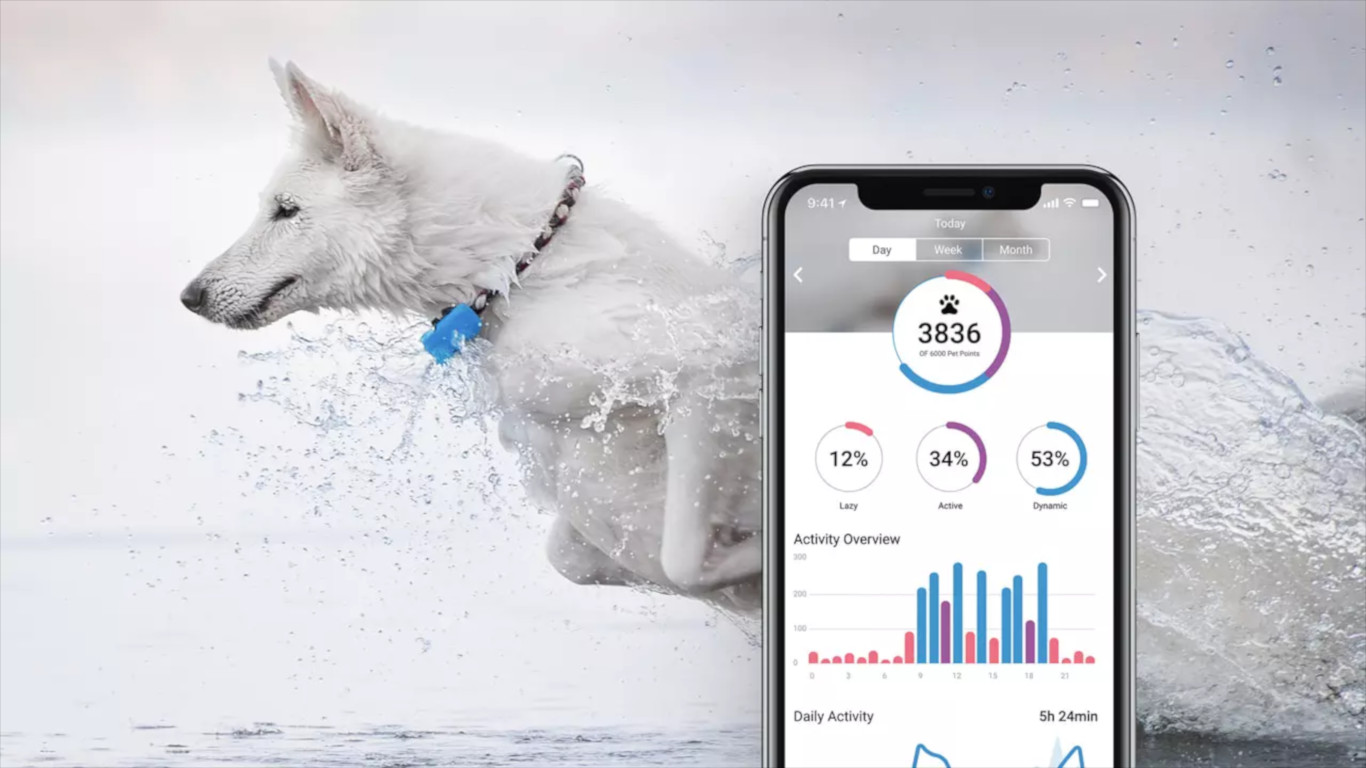 9:41
Today
Day Week Month
3836
OF 6000 Pet Points
12% 34% 53%
Lazy Active Dynamic
Activity Overview
300
200
100
0
0 3 6 9 12 15 18 21
Daily Activity 5h 24min